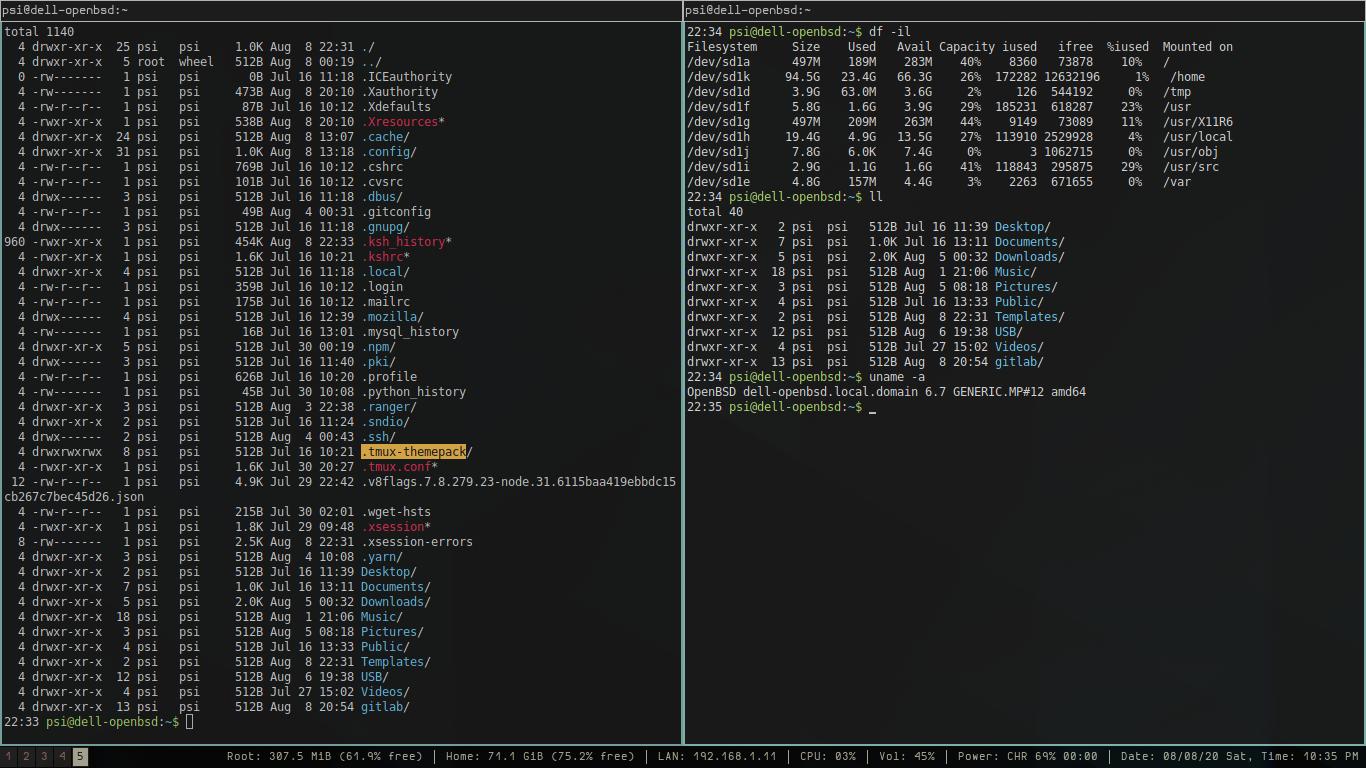 psi@dell-openbsd:~
total 1140
  4 drwxr-xr-x  25 psi   psi     1.0K Aug  8 22:31 ./
  4 drwxr-xr-x   5 root  wheel   512B Aug  8 00:19 ../
  0 -rw-------   1 psi   psi       0B Jul 16 11:18 .ICEauthority
  4 -rw-------   1 psi   psi     473B Aug  8 20:10 .Xauthority
  4 -rw-r--r--   1 psi   psi      87B Jul 16 10:12 .Xdefaults
  4 -rwxr-xr-x   1 psi   psi     538B Aug  8 20:10 .Xresources*
  4 drwxr-xr-x  24 psi   psi     512B Aug  8 13:07 .cache/
  4 drwxr-xr-x  31 psi   psi     1.0K Aug  8 13:18 .config/
  4 -rw-r--r--   1 psi   psi     769B Jul 16 10:12 .cshrc
  4 -rw-r--r--   1 psi   psi     101B Jul 16 10:12 .cvsrc
  4 drwx------   3 psi   psi     512B Jul 16 11:18 .dbus/
  4 -rw-r--r--   1 psi   psi      49B Aug  4 00:31 .gitconfig
  4 drwx------   3 psi   psi     512B Jul 16 11:18 .gnupg/
960 -rwxr-xr-x   1 psi   psi     454K Aug  8 22:33 .ksh_history*
  4 -rwxr-xr-x   1 psi   psi     1.6K Jul 16 10:21 .kshrc*
  4 drwxr-xr-x   4 psi   psi     512B Jul 16 11:18 .local/
  4 -rw-r--r--   1 psi   psi     359B Jul 16 10:12 .login
  4 -rw-r--r--   1 psi   psi     175B Jul 16 10:12 .mailrc
  4 drwx------   4 psi   psi     512B Jul 16 12:39 .mozilla/
  4 -rw-------   1 psi   psi      16B Jul 16 13:01 .mysql_history
  4 drwxr-xr-x   5 psi   psi     512B Jul 30 00:19 .npm/
  4 drwx------   3 psi   psi     512B Jul 16 11:40 .pki/
  4 -rw-r--r--   1 psi   psi     626B Jul 16 10:20 .profile
  4 -rw-------   1 psi   psi      45B Jul 30 10:08 .python_history
  4 drwxr-xr-x   3 psi   psi     512B Aug  3 22:38 .ranger/
  4 drwxr-xr-x   2 psi   psi     512B Jul 16 11:24 .sndio/
  4 drwx------   2 psi   psi     512B Aug  4 00:43 .ssh/
  4 drwxrwxrwx   8 psi   psi     512B Jul 16 10:21 .tmux-themepack/
  4 -rwxr-xr-x   1 psi   psi     1.6K Jul 30 20:27 .tmux.conf*
 12 -rw-r--r--   1 psi   psi     4.9K Jul 29 22:42 .v8flags.7.8.279.23-node.31.6115baa419ebbdc15
cb267c7bec45d26.json
  4 -rw-r--r--   1 psi   psi     215B Jul 30 02:01 .wget-hsts
  4 -rwxr-xr-x   1 psi   psi     1.8K Jul 29 09:48 .xsession*
  8 -rw-------   1 psi   psi     2.5K Aug  8 22:31 .xsession-errors
  4 drwxr-xr-x   3 psi   psi     512B Aug  4 10:08 .yarn/
  4 drwxr-xr-x   2 psi   psi     512B Jul 16 11:39 Desktop/
  4 drwxr-xr-x   7 psi   psi     1.0K Jul 16 13:11 Documents/
  4 drwxr-xr-x   5 psi   psi     2.0K Aug  5 00:32 Downloads/
  4 drwxr-xr-x  18 psi   psi     512B Aug  1 21:06 Music/
  4 drwxr-xr-x   3 psi   psi     512B Aug  5 08:18 Pictures/
  4 drwxr-xr-x   4 psi   psi     512B Jul 16 13:33 Public/
  4 drwxr-xr-x   2 psi   psi     512B Aug  8 22:31 Templates/
  4 drwxr-xr-x  12 psi   psi     512B Aug  6 19:38 USB/
  4 drwxr-xr-x   4 psi   psi     512B Jul 27 15:02 Videos/
  4 drwxr-xr-x  13 psi   psi     512B Aug  8 20:54 gitlab/
22:33 psi@dell-openbsd:~$
psi@dell-openbsd:~
22:34 psi@dell-openbsd:~$ df -il
Filesystem     Size    Used   Avail Capacity iused   ifree  %iused  Mounted on
/dev/sd1a      497M    189M    283M    40%    8360   73878    10%   /
/dev/sd1k     94.5G   23.4G   66.3G    26%  172282 12632196     1%   /home
/dev/sd1d      3.9G   63.0M    3.6G     2%     126  544192     0%   /tmp
/dev/sd1f      5.8G    1.6G    3.9G    29%  185231  618287    23%   /usr
/dev/sd1g      497M    209M    263M    44%    9149   73089    11%   /usr/X11R6
/dev/sd1h     19.4G    4.9G   13.5G    27%  113910 2529928     4%   /usr/local
/dev/sd1j      7.8G    6.0K    7.4G     0%       3 1062715     0%   /usr/obj
/dev/sd1i      2.9G    1.1G    1.6G    41%  118843  295875    29%   /usr/src
/dev/sd1e      4.8G    157M    4.4G     3%    2263  671655     0%   /var
22:34 psi@dell-openbsd:~$ ll
total 40
drwxr-xr-x   2 psi  psi   512B Jul 16 11:39 Desktop/
drwxr-xr-x   7 psi  psi   1.0K Jul 16 13:11 Documents/
drwxr-xr-x   5 psi  psi   2.0K Aug  5 00:32 Downloads/
drwxr-xr-x  18 psi  psi   512B Aug  1 21:06 Music/
drwxr-xr-x   3 psi  psi   512B Aug  5 08:18 Pictures/
drwxr-xr-x   4 psi  psi   512B Jul 16 13:33 Public/
drwxr-xr-x   2 psi  psi   512B Aug  8 22:31 Templates/
drwxr-xr-x  12 psi  psi   512B Aug  6 19:38 USB/
drwxr-xr-x   4 psi  psi   512B Jul 27 15:02 Videos/
drwxr-xr-x  13 psi  psi   512B Aug  8 20:54 gitlab/
22:34 psi@dell-openbsd:~$ uname -a
OpenBSD dell-openbsd.local.domain 6.7 GENERIC.MP#12 amd64
22:35 psi@dell-openbsd:~$ _
1 2 3 4 5 Root: 307.5 MiB (61.9% free) | Home: 71.1 GiB (75.2% free) | LAN: 192.168.1.11 | CPU: 03% | Vol: 45% | Power: CHR 69% 00:00 | Date: 08/08/20 Sat, Time: 10:35 PM